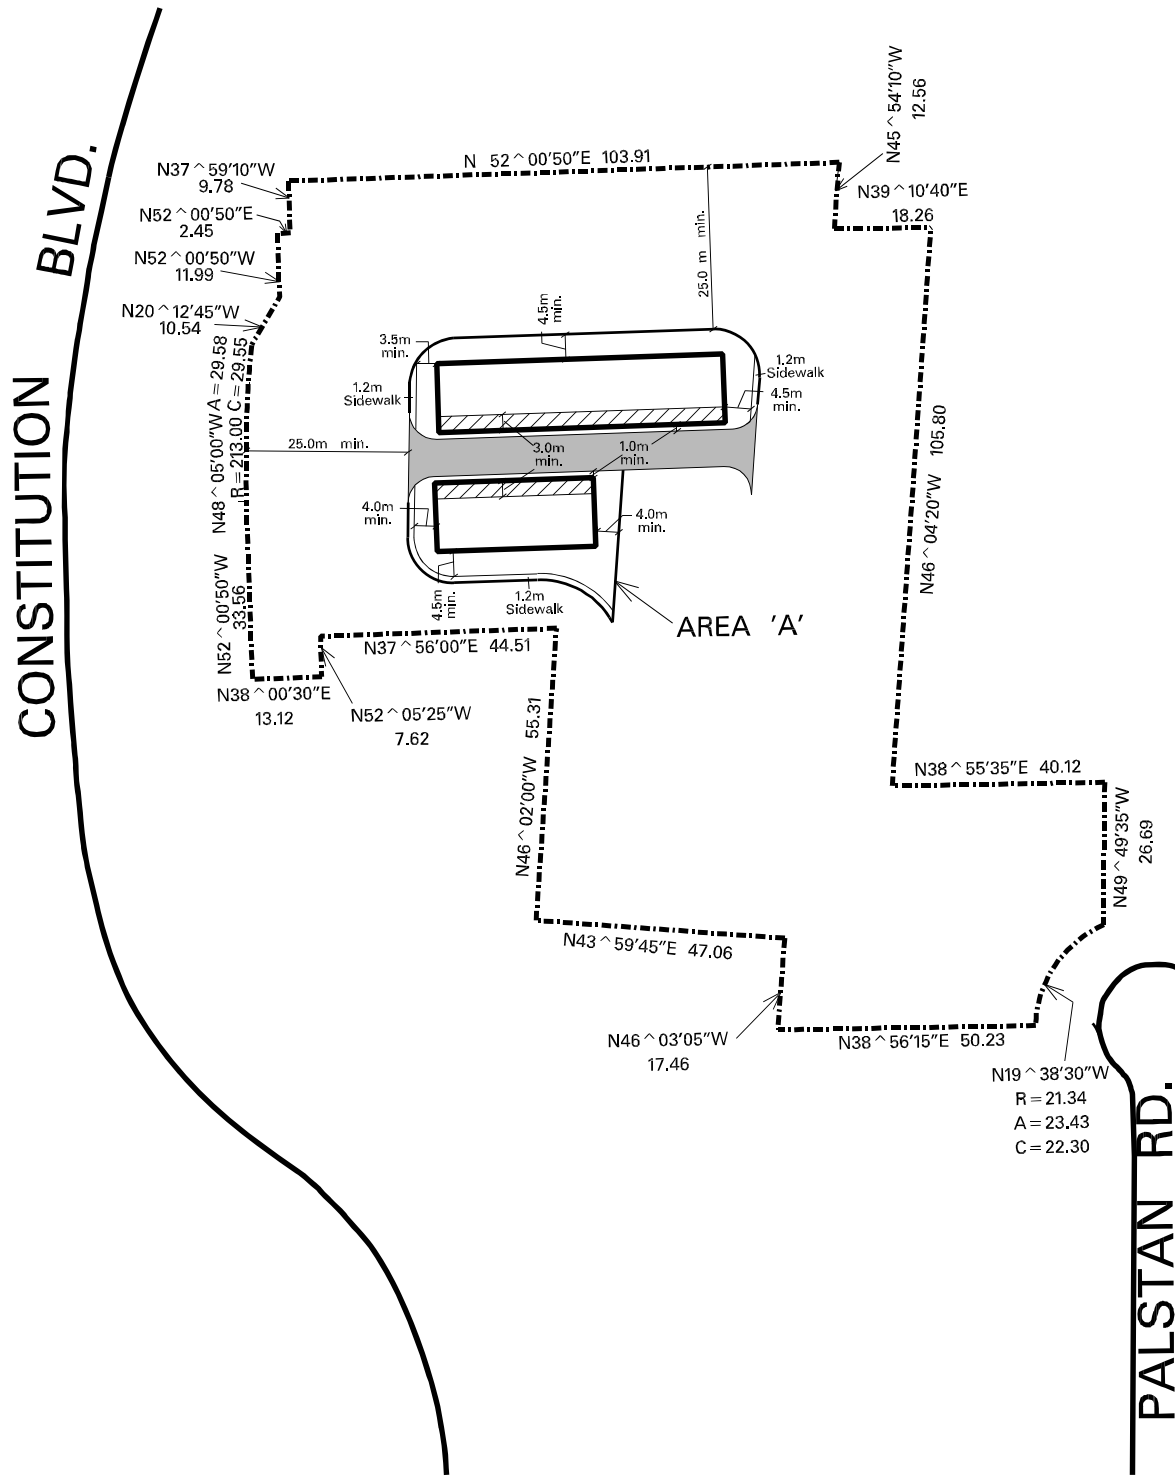 N45^54'10"W
12.56
N 52^00'50"E 103.91
N37^59'10"W
9.78
N39^10'40"E
18.26
N52^00'50"E
2.45
BLVD.
N52^00'50"W
11.99
25.0 m min.
N20^12'45"W
10.54
4.5m
min.
3.5m
min.
1.2m
Sidewalk
1.2m
Sidewalk
4.5m
min.
N48^05'00"W A=29.58
R=213.00 C=29.55
CONSTITUTION
25.0m min.
3.0m
min.
1.0m
min.
N46^04'20"W 105.80
4.0m
min.
4.0m
min.
4.5m
min.
1.2m
Sidewalk
N52^00'50"W
33.56
AREA 'A'
N37^56'00"E 44.51
N38^00'30"E
13.12
N52^05'25"W
7.62
N46^02'00"W 55.31
N38^55'35"E 40.12
N49^49'35"W
26.69
N43^59'45"E 47.06
N46^03'05"W
17.46
N38^56'15"E 50.23
N19^38'30"W
R=21.34
A=23.43
C=22.30
PALSTAN RD.